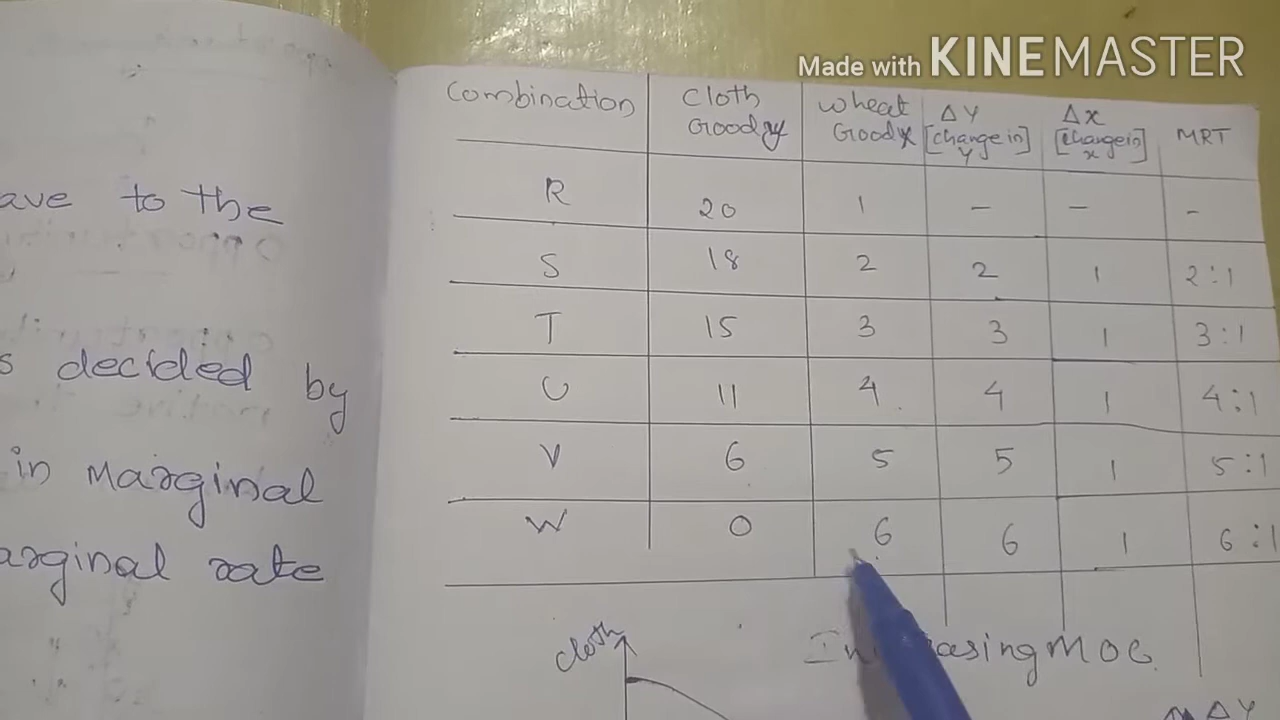 Made with KINEMASTER
ave to the
s decided by
in Marginal
arginal rate
Combination Cloth Good y Wheat Good x ΔY [change in y] Δx [change in x] MRT
R 20 1 – – –
S 18 2 2 1 2:1
T 15 3 3 1 3:1
U 11 4 4 1 4:1
V 6 5 5 1 5:1
W 0 6 6 1 6:1
Cloth
MOC
ΔY